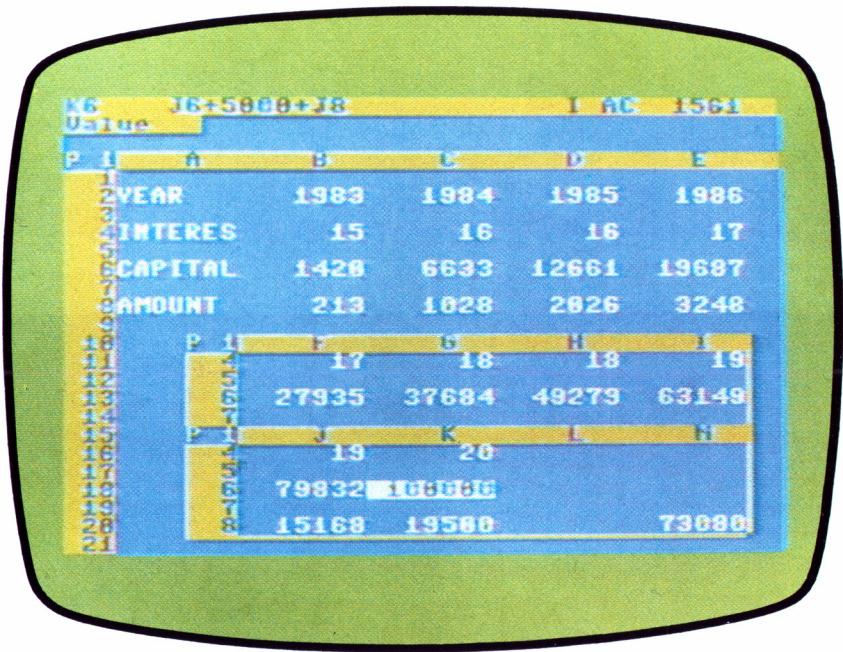 K6 J6+5000+J8 I AC 1561
Value
P 1 A B C D E
1
2 YEAR 1983 1984 1985 1986
3
4 INTERES 15 16 16 17
5
6 CAPITAL 1420 6633 12661 19687
7
8 AMOUNT 213 1028 2026 3248
9
10 P 1 F G H I
11 4 17 18 18 19
12 5
13 6 27935 37684 49279 63149
14 7
15 P 1 J K L
16 4 19 20
17 5
18 6 79832 100000
19 7
20 8 15168 19500 73080
21